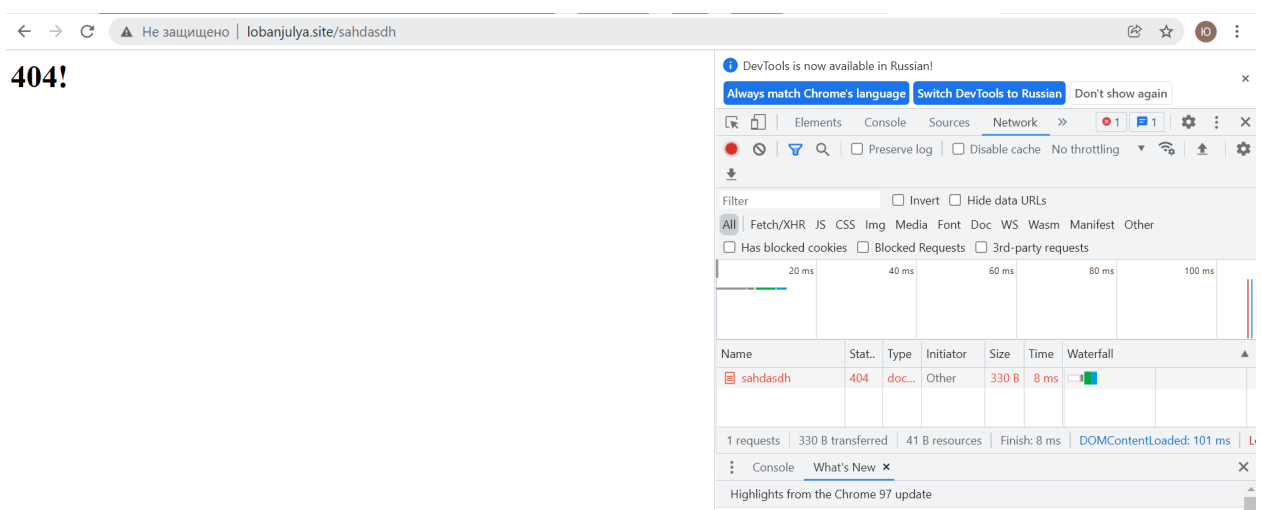 Не защищено | lobanjulya.site/sahdasdh
Ю
404!
DevTools is now available in Russian!
Always match Chrome's language Switch DevTools to Russian Don't show again
Elements Console Sources Network 1 1
Preserve log Disable cache No throttling
Filter Invert Hide data URLs
All Fetch/XHR JS CSS Img Media Font Doc WS Wasm Manifest Other
Has blocked cookies Blocked Requests 3rd-party requests
20 ms 40 ms 60 ms 80 ms 100 ms
Name Stat.. Type Initiator Size Time Waterfall
sahdasdh 404 doc... Other 330 B 8 ms
1 requests 330 B transferred 41 B resources Finish: 8 ms DOMContentLoaded: 101 ms
Console What's New
Highlights from the Chrome 97 update